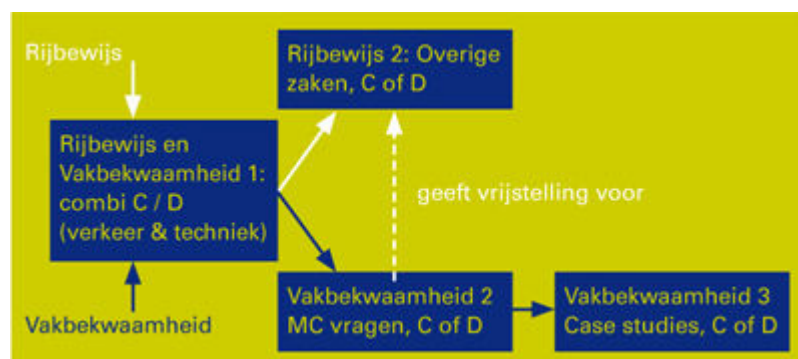 Rijbewijs
Rijbewijs 2: Overige
zaken, C of D
Rijbewijs en
Vakbekwaamheid 1:
combi C / D
(verkeer & techniek)
geeft vrijstelling voor
Vakbekwaamheid
Vakbekwaamheid 2
MC vragen, C of D
Vakbekwaamheid 3
Case studies, C of D